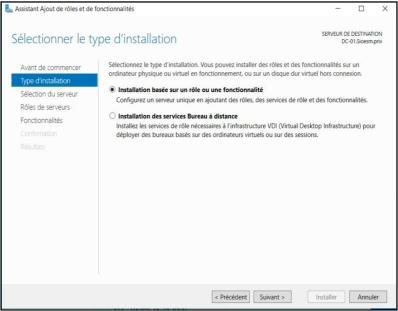 Assistant Ajout de rôles et de fonctionnalités
Sélectionner le type d'installation
SERVEUR DE DESTINATION
DC-01.Sioesm.priv
Avant de commencer
Type d'installation
Sélection du serveur
Rôles de serveurs
Fonctionnalités
Confirmation
Résultats
Sélectionnez le type d'installation. Vous pouvez installer des rôles et des fonctionnalités sur un
ordinateur physique ou virtuel en fonctionnement, ou sur un disque dur virtuel hors connexion.
Installation basée sur un rôle ou une fonctionnalité
Configurez un serveur unique en ajoutant des rôles, des services de rôle et des fonctionnalités.
Installation des services Bureau à distance
Installez les services de rôle nécessaires à l'infrastructure VDI (Virtual Desktop Infrastructure) pour
déployer des bureaux basés sur des ordinateurs virtuels ou sur des sessions.
< Précédent
Suivant >
Installer
Annuler